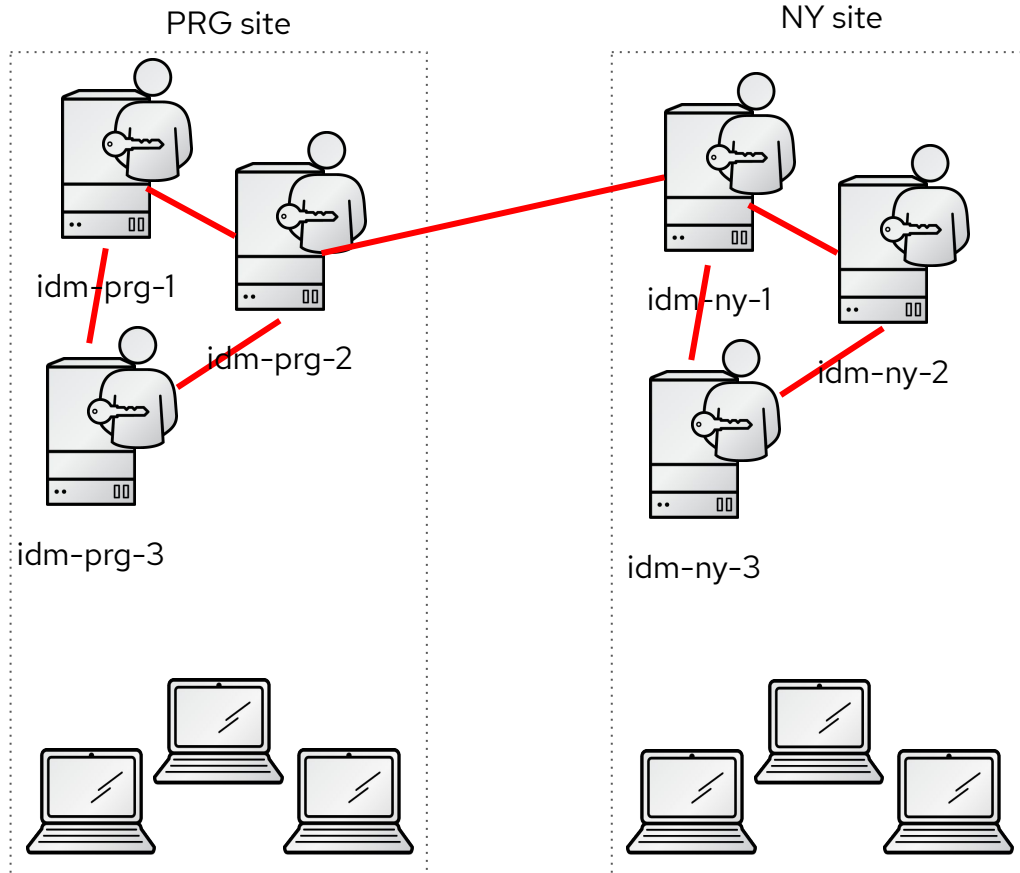 PRG site
NY site
idm-prg-1
idm-prg-2
idm-prg-3
idm-ny-1
idm-ny-2
idm-ny-3